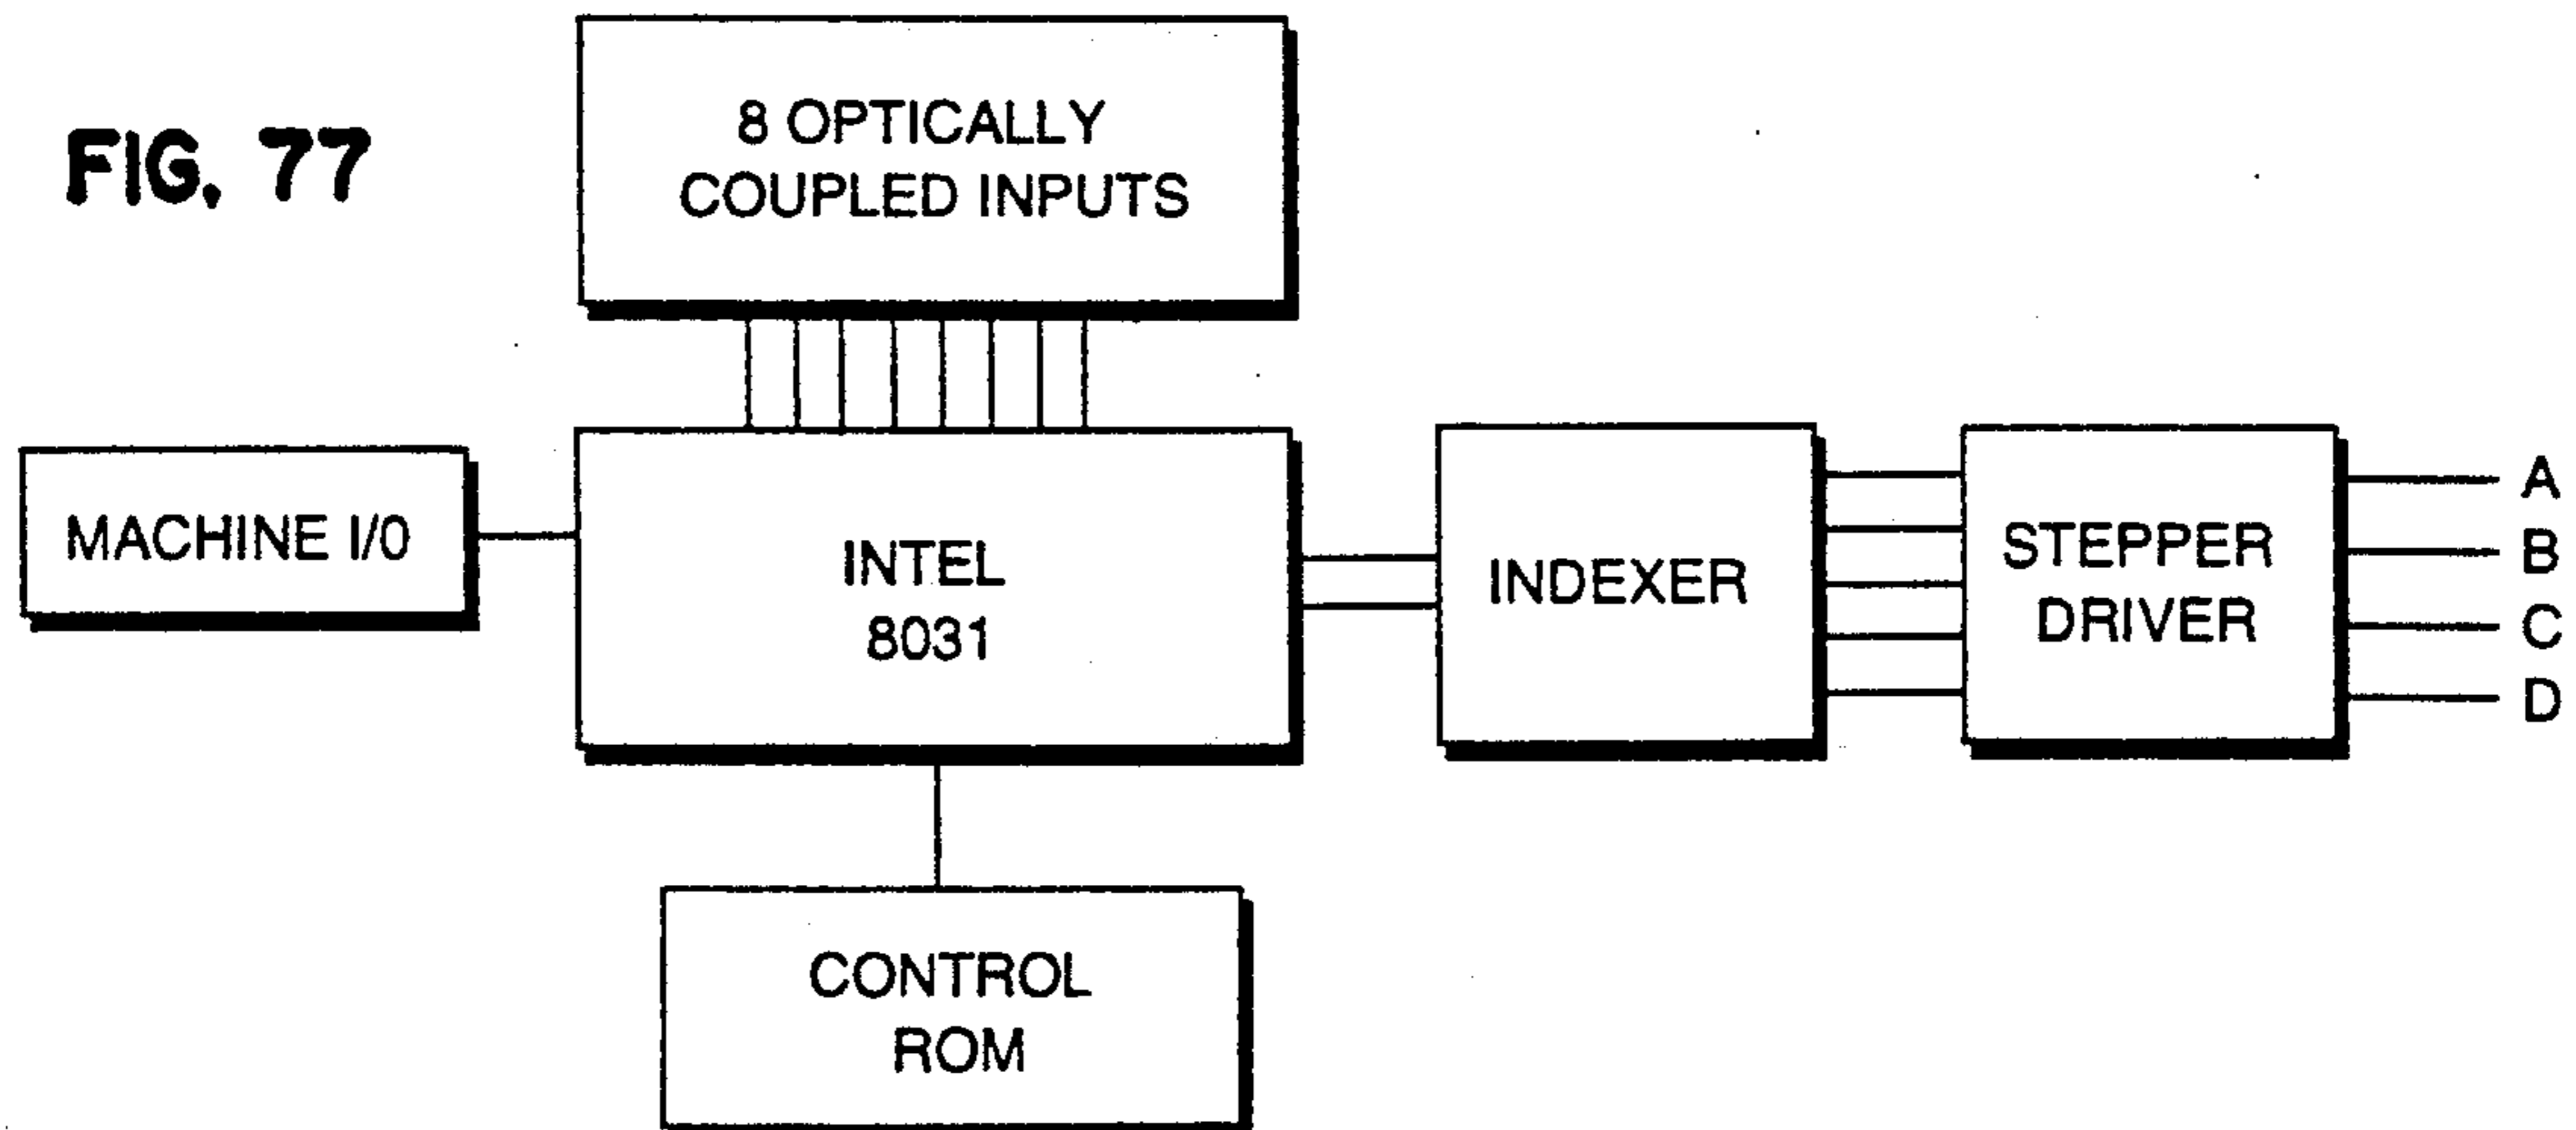 FIG. 77
8 OPTICALLY
COUPLED INPUTS
MACHINE I/0
INTEL
8031
INDEXER
STEPPER
DRIVER
A
B
C
D
CONTROL
ROM